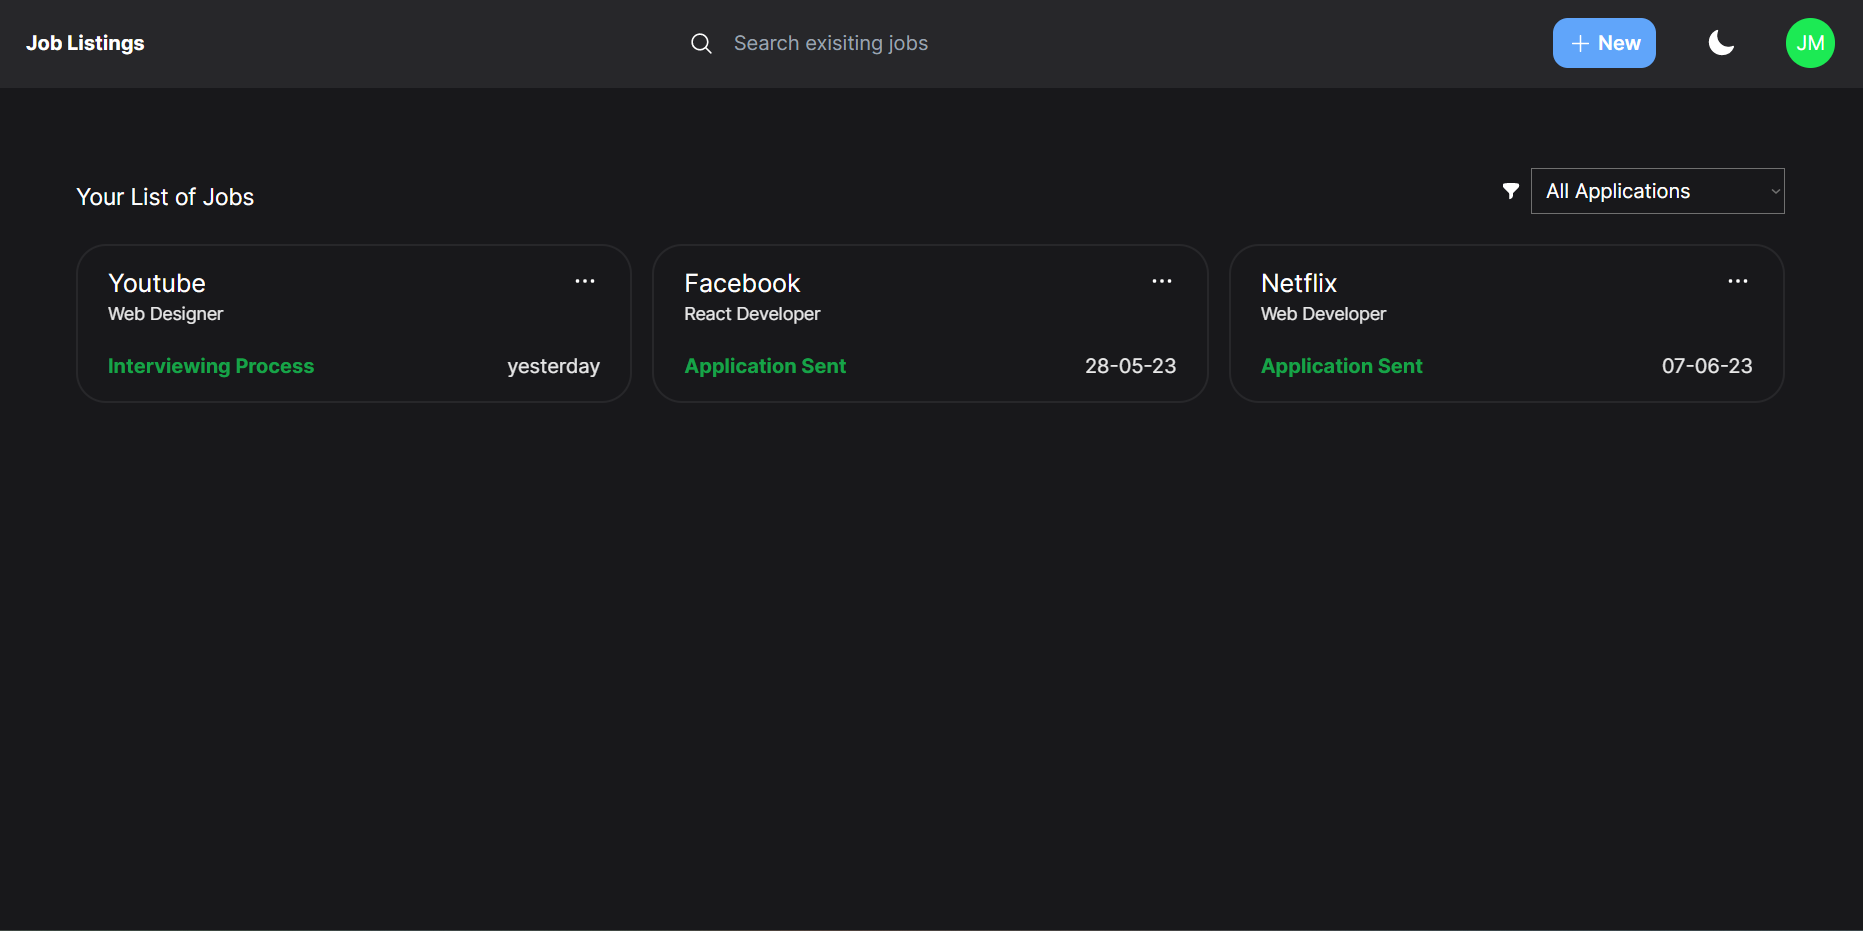 Job Listings
Search exisiting jobs
New
JM
Your List of Jobs
All Applications
Youtube
Web Designer
Interviewing Process yesterday
Facebook
React Developer
Application Sent 28-05-23
Netflix
Web Developer
Application Sent 07-06-23